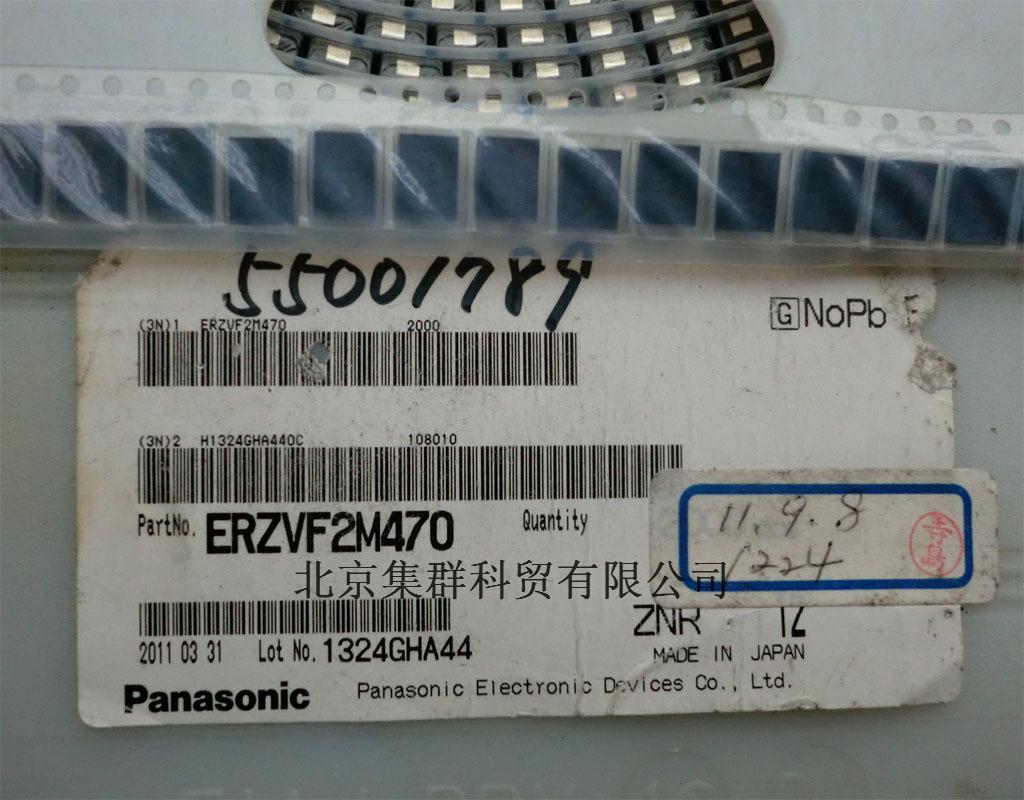 55001789
(3N)1 ERZVF2M470 2000
G NoPb
(3N)2 H1324GHA440C 108010
PartNo. ERZVF2M470 Quantity
11.9.8
1224
北京集群科贸有限公司
ZNR
2011 03 31 Lot No. 1324GHA44
MADE IN JAPAN
Panasonic Panasonic Electronic Devices Co., Ltd.